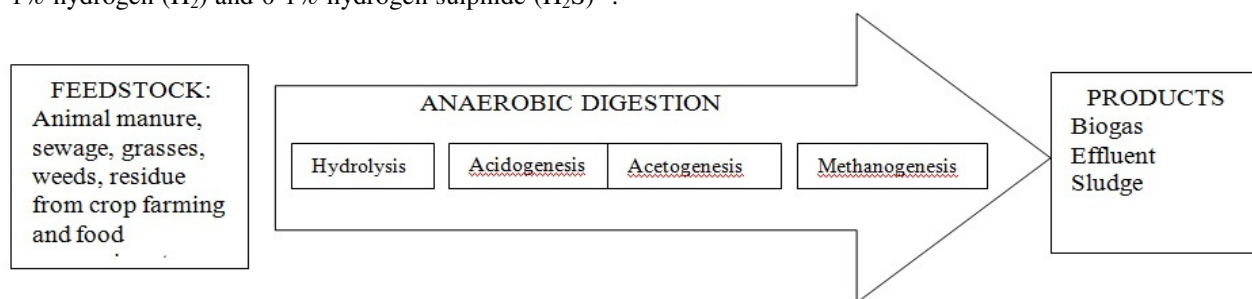 1% hydrogen (H₂) and 0-1% hydrogen sulphide (H₂S)
FEEDSTOCK:
Animal manure,
sewage, grasses,
weeds, residue
from crop farming
and food
ANAEROBIC DIGESTION
Hydrolysis
Acidogenesis
Acetogenesis
Methanogenesis
PRODUCTS
Biogas
Effluent
Sludge